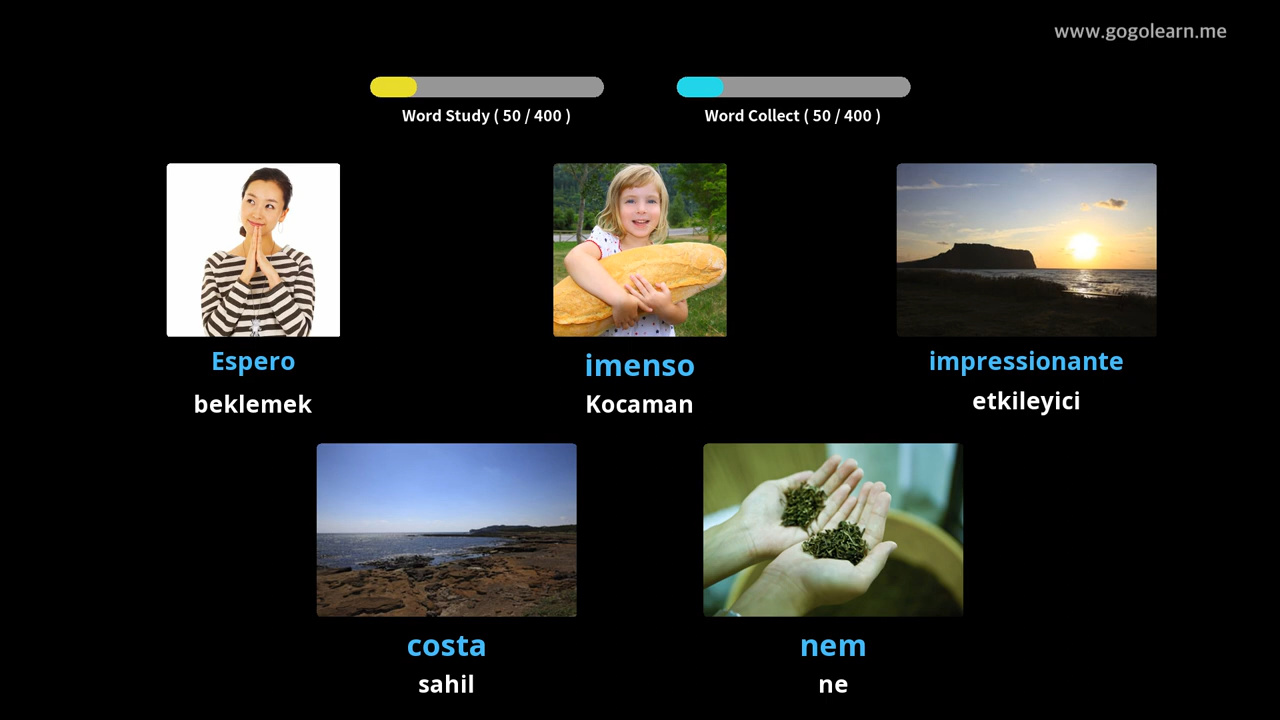 www.gogolearn.me
Word Study ( 50 / 400 )
Word Collect ( 50 / 400 )
Espero
beklemek
imenso
Kocaman
impressionante
etkileyici
costa
sahil
nem
ne